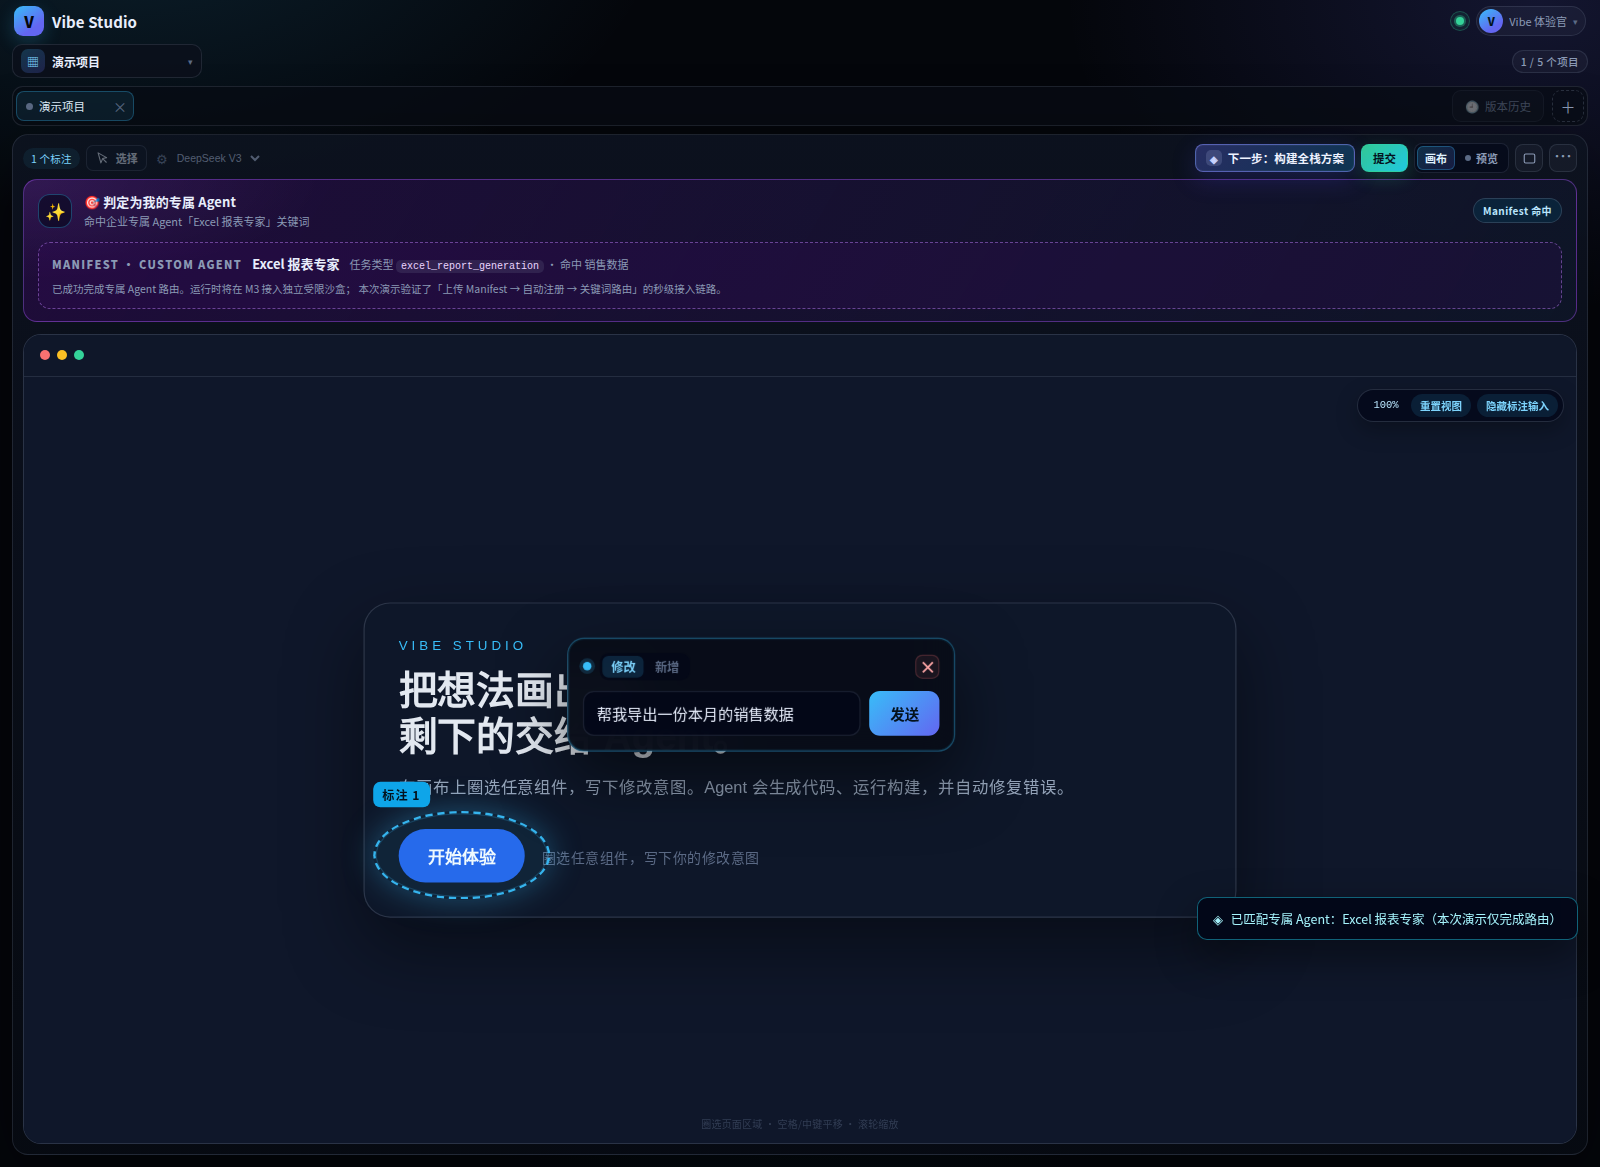 V Vibe Studio
V Vibe 体验官
演示项目
1 / 5 个项目
演示项目
版本历史
1 个标注 选择 DeepSeek V3
下一步：构建全栈方案 提交 画布 预览
判定为我的专属 Agent
命中企业专属 Agent「Excel 报表专家」关键词
Manifest 命中
MANIFEST · CUSTOM AGENT Excel 报表专家 任务类型 excel_report_generation · 命中 销售数据
已成功完成专属 Agent 路由。运行时将在 M3 接入独立受限沙盒； 本次演示验证了「上传 Manifest → 自动注册 → 关键词路由」的秒级接入链路。
100% 重置视图 隐藏标注输入
VIBE STUDIO
把想法画出
剩下的交给 Agent。
修改 新增
帮我导出一份本月的销售数据
发送
画布上圈选任意组件，写下修改意图。Agent 会生成代码、运行构建，并自动修复错误。
标注 1
开始体验
圈选任意组件，写下你的修改意图
已匹配专属 Agent：Excel 报表专家（本次演示仅完成路由）
圈选页面区域 · 空格/中键平移 · 滚轮缩放